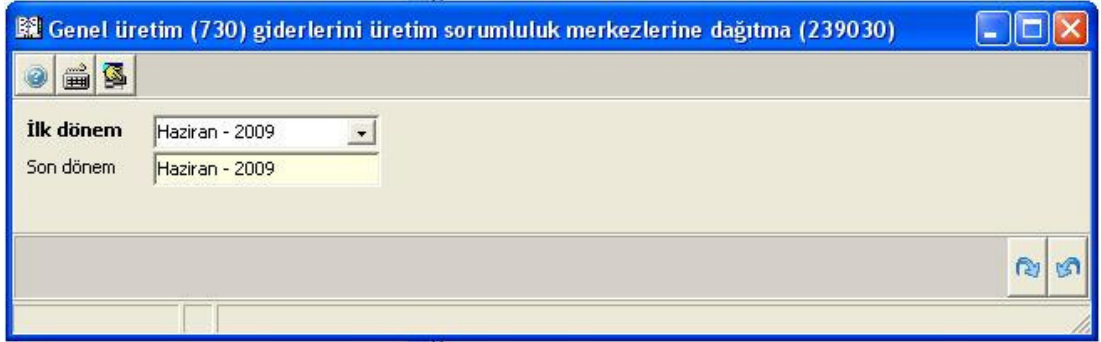 Genel üretim (730) giderlerini üretim sorumluluk merkezlerine dağıtma (239030)
İlk dönem Haziran - 2009
Son dönem Haziran - 2009